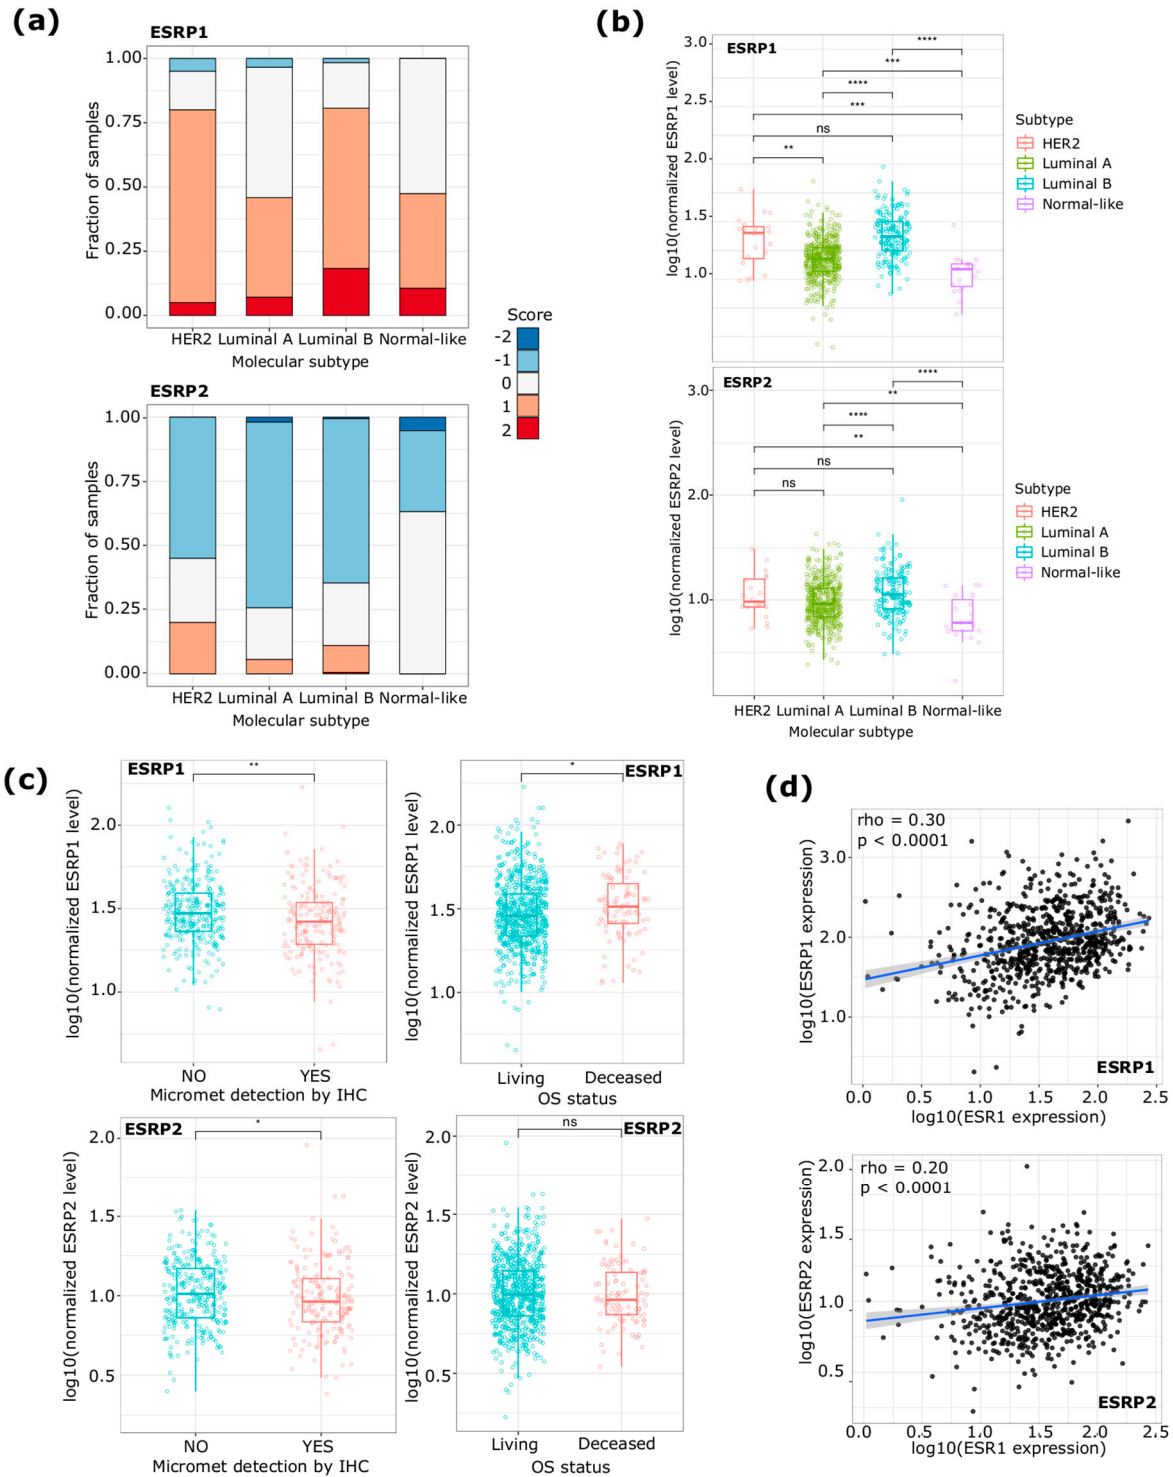 (a)
ESRP1
Fraction of samples
1.00
0.75
0.50
0.25
0.00
HER2 Luminal A Luminal B Normal-like
Molecular subtype
ESRP2
Fraction of samples
1.00
0.75
0.50
0.25
0.00
HER2 Luminal A Luminal B Normal-like
Molecular subtype
Score
-2
-1
0
1
2
(b)
ESRP1
log10(normalized ESRP1 level)
3.0
2.5
2.0
1.5
1.0
****
***
****
***
ns
**
Subtype
HER2
Luminal A
Luminal B
Normal-like
ESRP2
log10(normalized ESRP2 level)
3.0
2.0
1.0
****
**
****
**
ns
ns
Subtype
HER2
Luminal A
Luminal B
Normal-like
HER2 Luminal A Luminal B Normal-like
Molecular subtype
(c)
ESRP1
**
log10(normalized ESRP1 level)
2.0
1.5
1.0
NO YES
Micromet detection by IHC
ESRP1
*
log10(normalized ESRP1 level)
2.0
1.5
1.0
Living Deceased
OS status
ESRP2
*
log10(normalized ESRP2 level)
2.0
1.5
1.0
0.5
NO YES
Micromet detection by IHC
ESRP2
ns
log10(normalized ESRP2 level)
2.0
1.5
1.0
0.5
Living Deceased
OS status
(d)
rho = 0.30
p < 0.0001
log10(ESRP1 expression)
3.0
2.0
1.0
ESRP1
0.0 0.5 1.0 1.5 2.0 2.5
log10(ESR1 expression)
rho = 0.20
p < 0.0001
log10(ESRP2 expression)
2.0
1.5
1.0
0.5
ESRP2
0.0 0.5 1.0 1.5 2.0 2.5
log10(ESR1 expression)